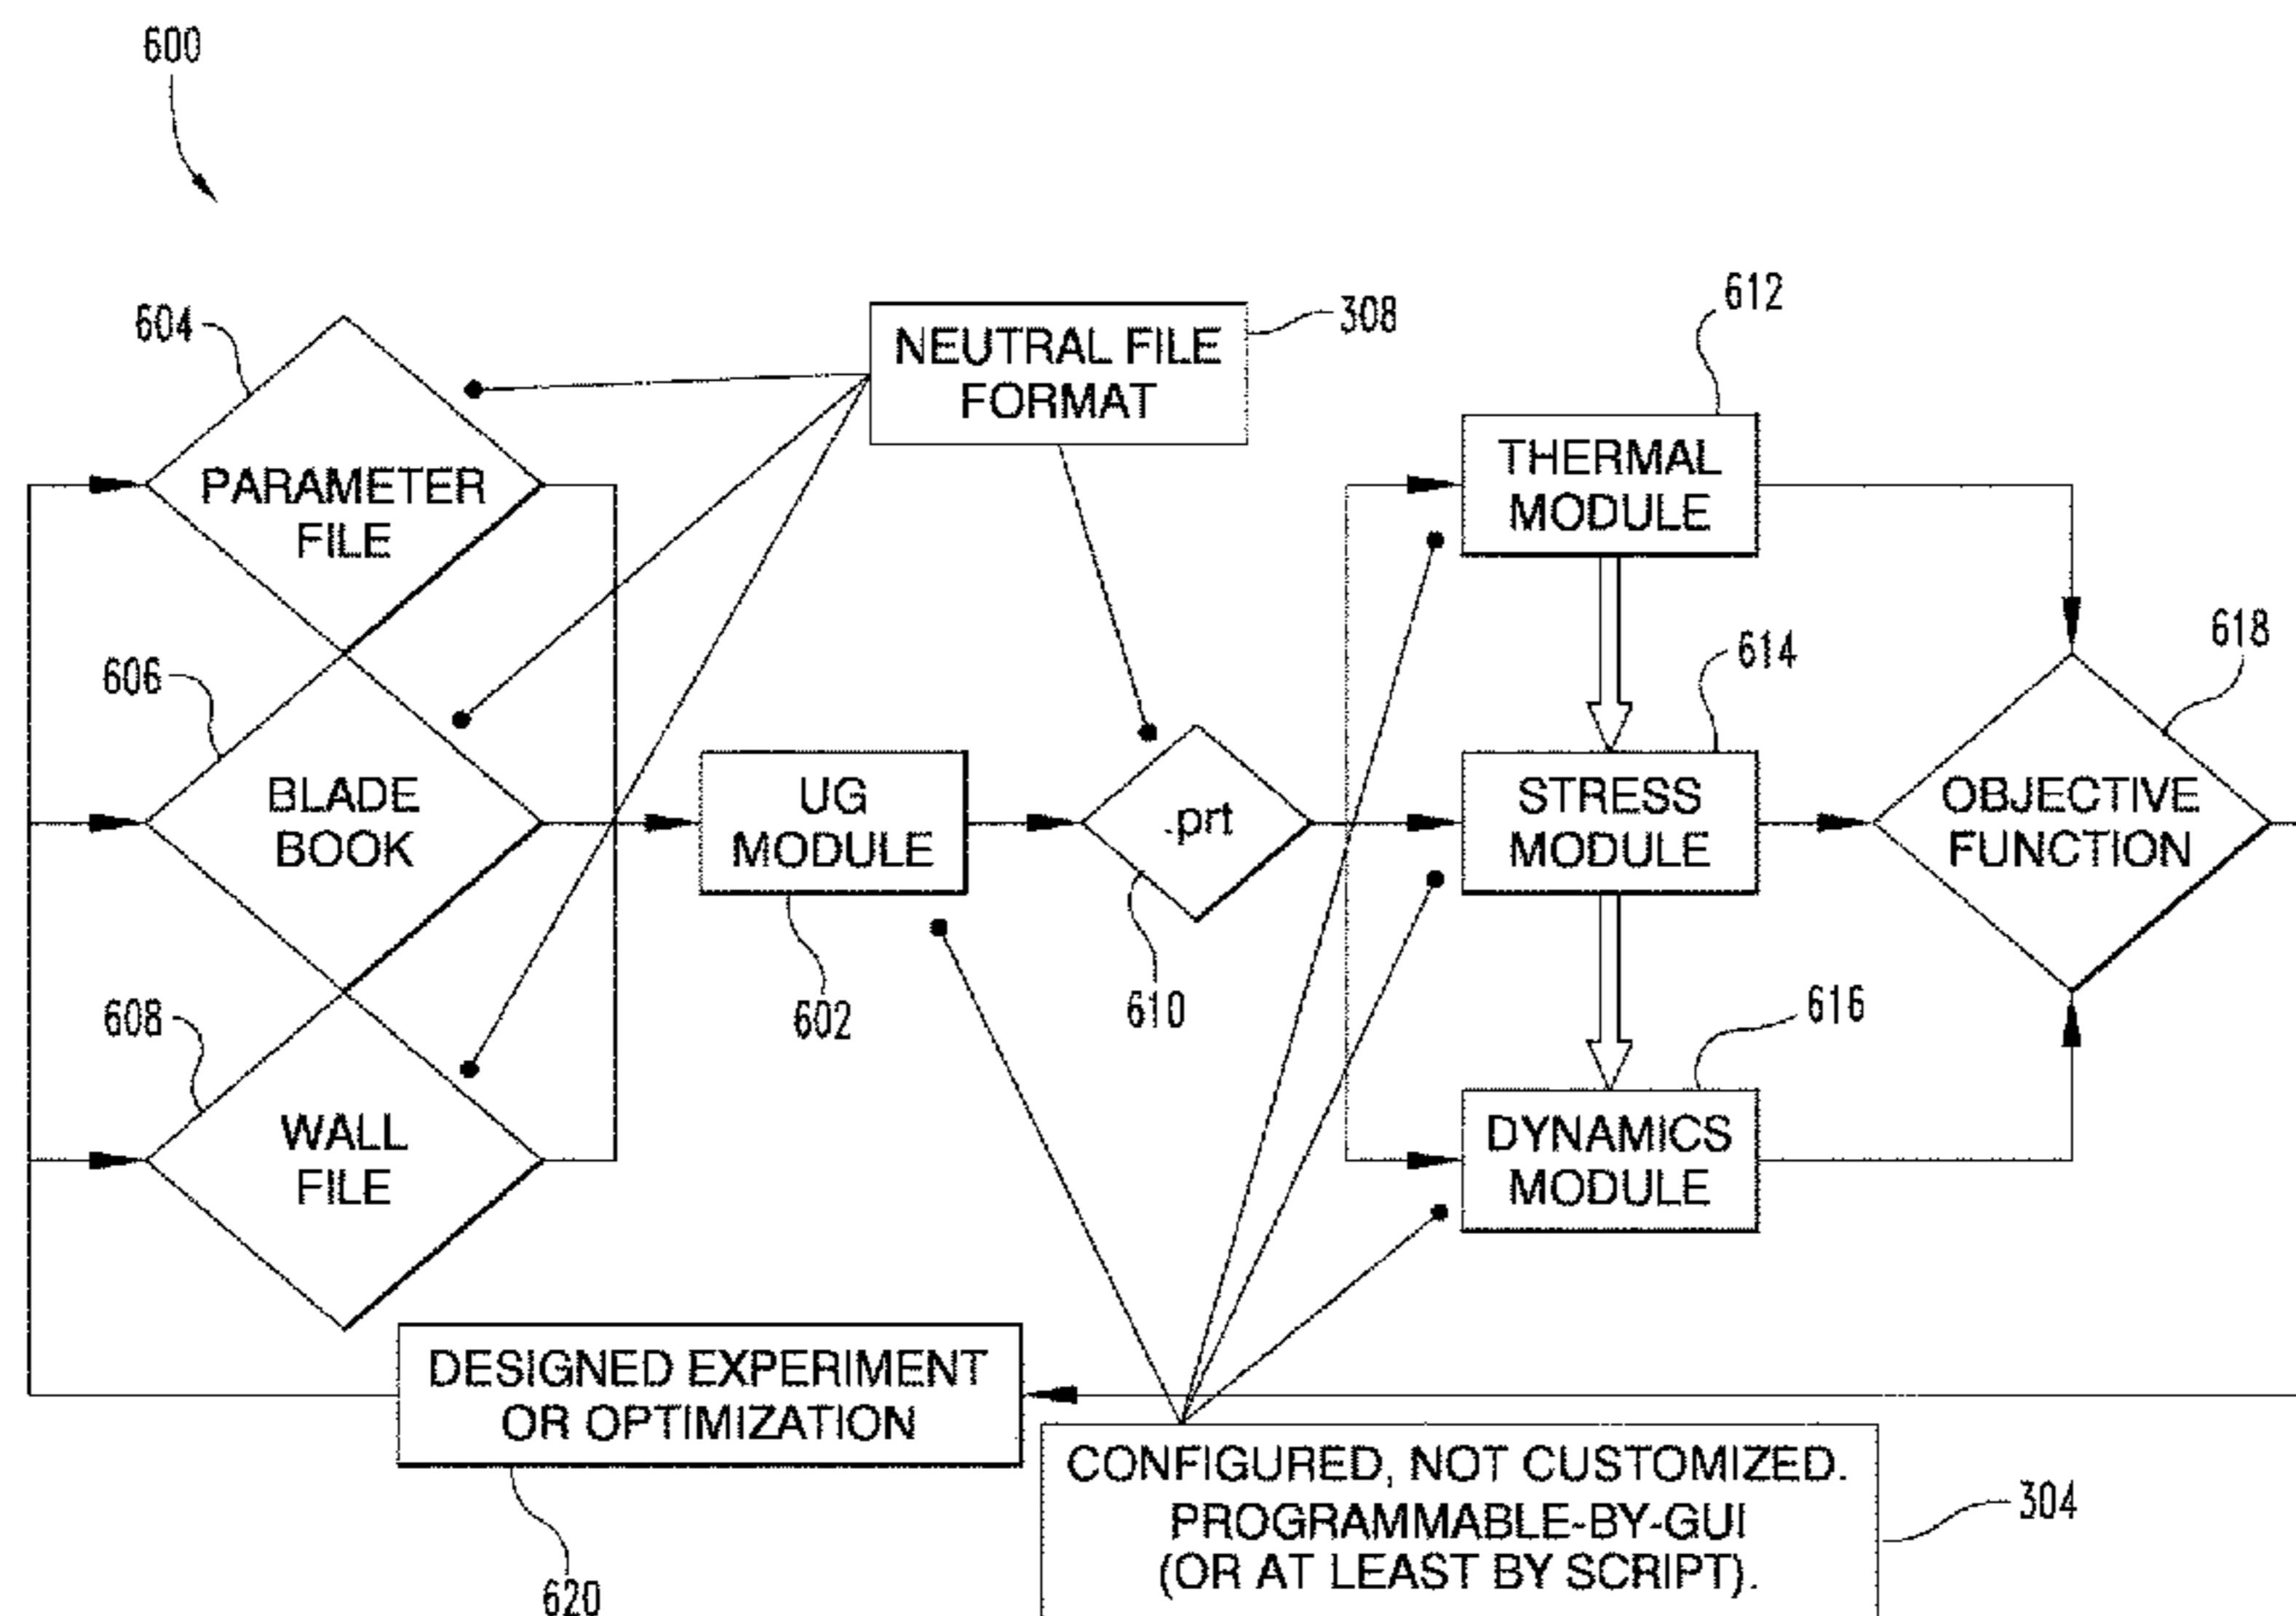 600
604
308
612
NEUTRAL FILE
FORMAT
THERMAL
MODULE
PARAMETER
FILE
618
606
614
BLADE
BOOK
UG
MODULE
.prt
STRESS
MODULE
OBJECTIVE
FUNCTION
608
602
610
616
WALL
FILE
DYNAMICS
MODULE
DESIGNED EXPERIMENT
OR OPTIMIZATION
CONFIGURED, NOT CUSTOMIZED.
PROGRAMMABLE-BY-GUI
(OR AT LEAST BY SCRIPT).
304
620